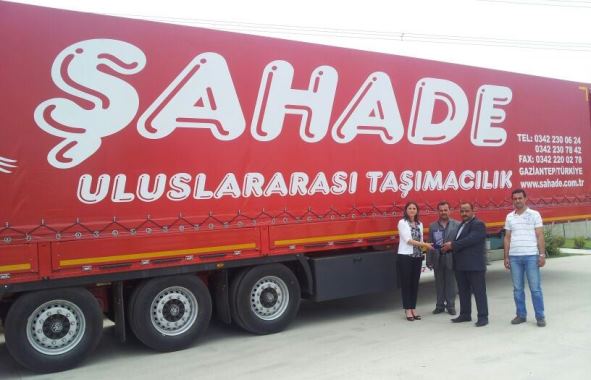 ŞAHADE
ULUSLARARASI TAŞIMACILIK
TEL: 0342 230 06 24
0342 230 78 42
FAX: 0342 220 02 78
GAZİANTEP/TÜRKİYE
www.sahade.com.tr